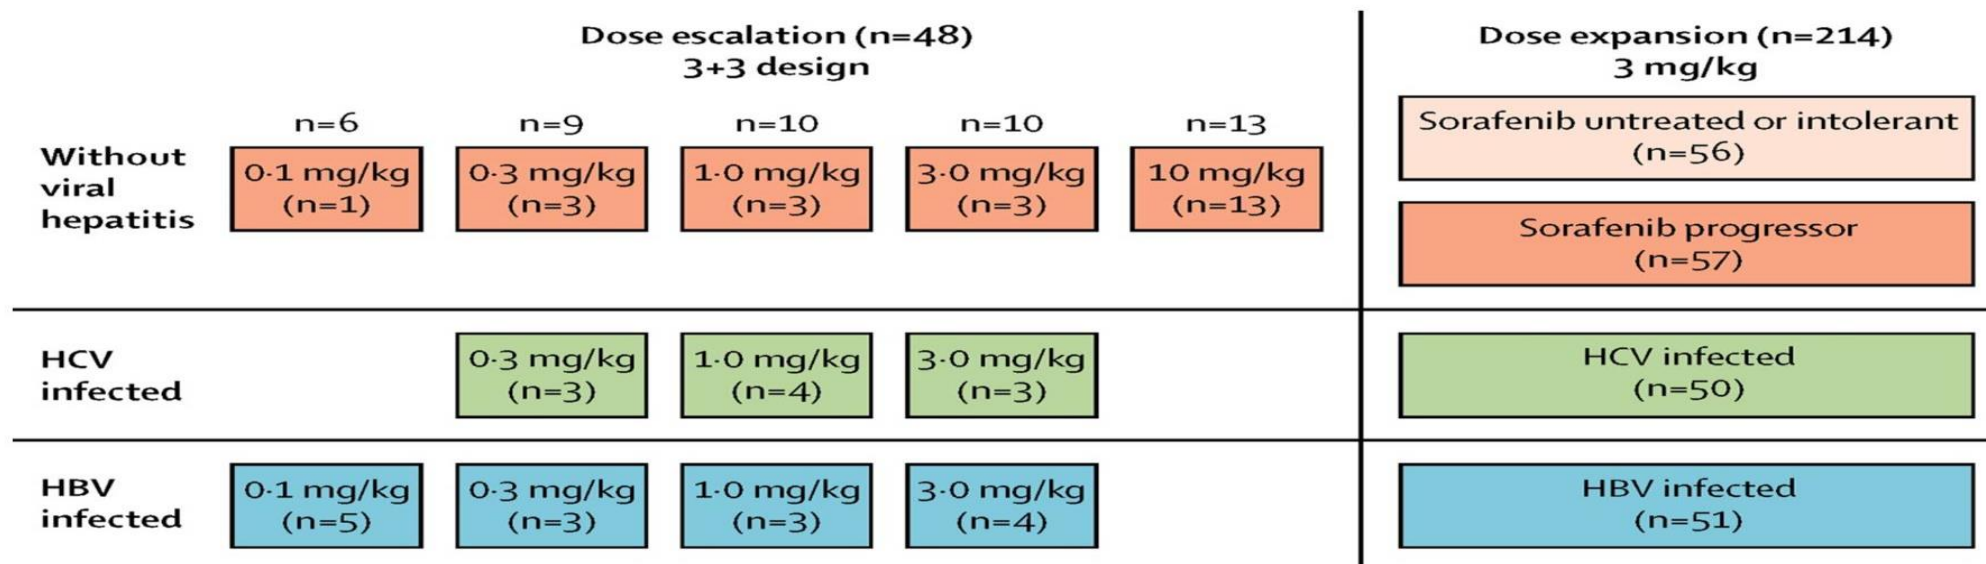 Dose escalation (n=48)
3+3 design
n=6
n=9
n=10
n=10
n=13
Without
viral
hepatitis
0·1 mg/kg
(n=1)
0·3 mg/kg
(n=3)
1·0 mg/kg
(n=3)
3·0 mg/kg
(n=3)
10 mg/kg
(n=13)
HCV
infected
0·3 mg/kg
(n=3)
1·0 mg/kg
(n=4)
3·0 mg/kg
(n=3)
HBV
infected
0·1 mg/kg
(n=5)
0·3 mg/kg
(n=3)
1·0 mg/kg
(n=3)
3·0 mg/kg
(n=4)
Dose expansion (n=214)
3 mg/kg
Sorafenib untreated or intolerant
(n=56)
Sorafenib progressor
(n=57)
HCV infected
(n=50)
HBV infected
(n=51)